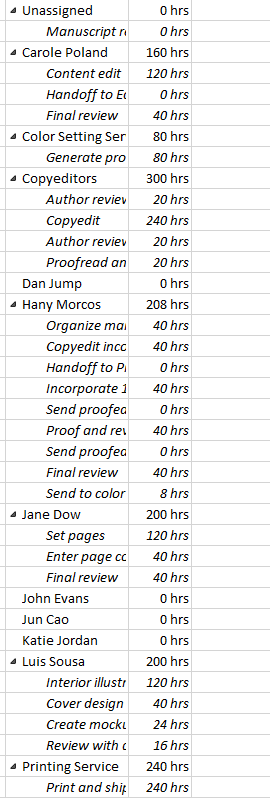 Unassigned 0 hrs
Manuscript re 0 hrs
Carole Poland 160 hrs
Content edit 120 hrs
Handoff to Ec 0 hrs
Final review 40 hrs
Color Setting Ser 80 hrs
Generate pro 80 hrs
Copyeditors 300 hrs
Author review 20 hrs
Copyedit 240 hrs
Author review 20 hrs
Proofread an 20 hrs
Dan Jump 0 hrs
Hany Morcos 208 hrs
Organize mai 40 hrs
Copyedit inco 40 hrs
Handoff to Pi 0 hrs
Incorporate 1 40 hrs
Send proofed 0 hrs
Proof and rev 40 hrs
Send proofed 0 hrs
Final review 40 hrs
Send to color 8 hrs
Jane Dow 200 hrs
Set pages 120 hrs
Enter page co 40 hrs
Final review 40 hrs
John Evans 0 hrs
Jun Cao 0 hrs
Katie Jordan 0 hrs
Luis Sousa 200 hrs
Interior illustr 120 hrs
Cover design 40 hrs
Create mocku 24 hrs
Review with c 16 hrs
Printing Service 240 hrs
Print and ship 240 hrs